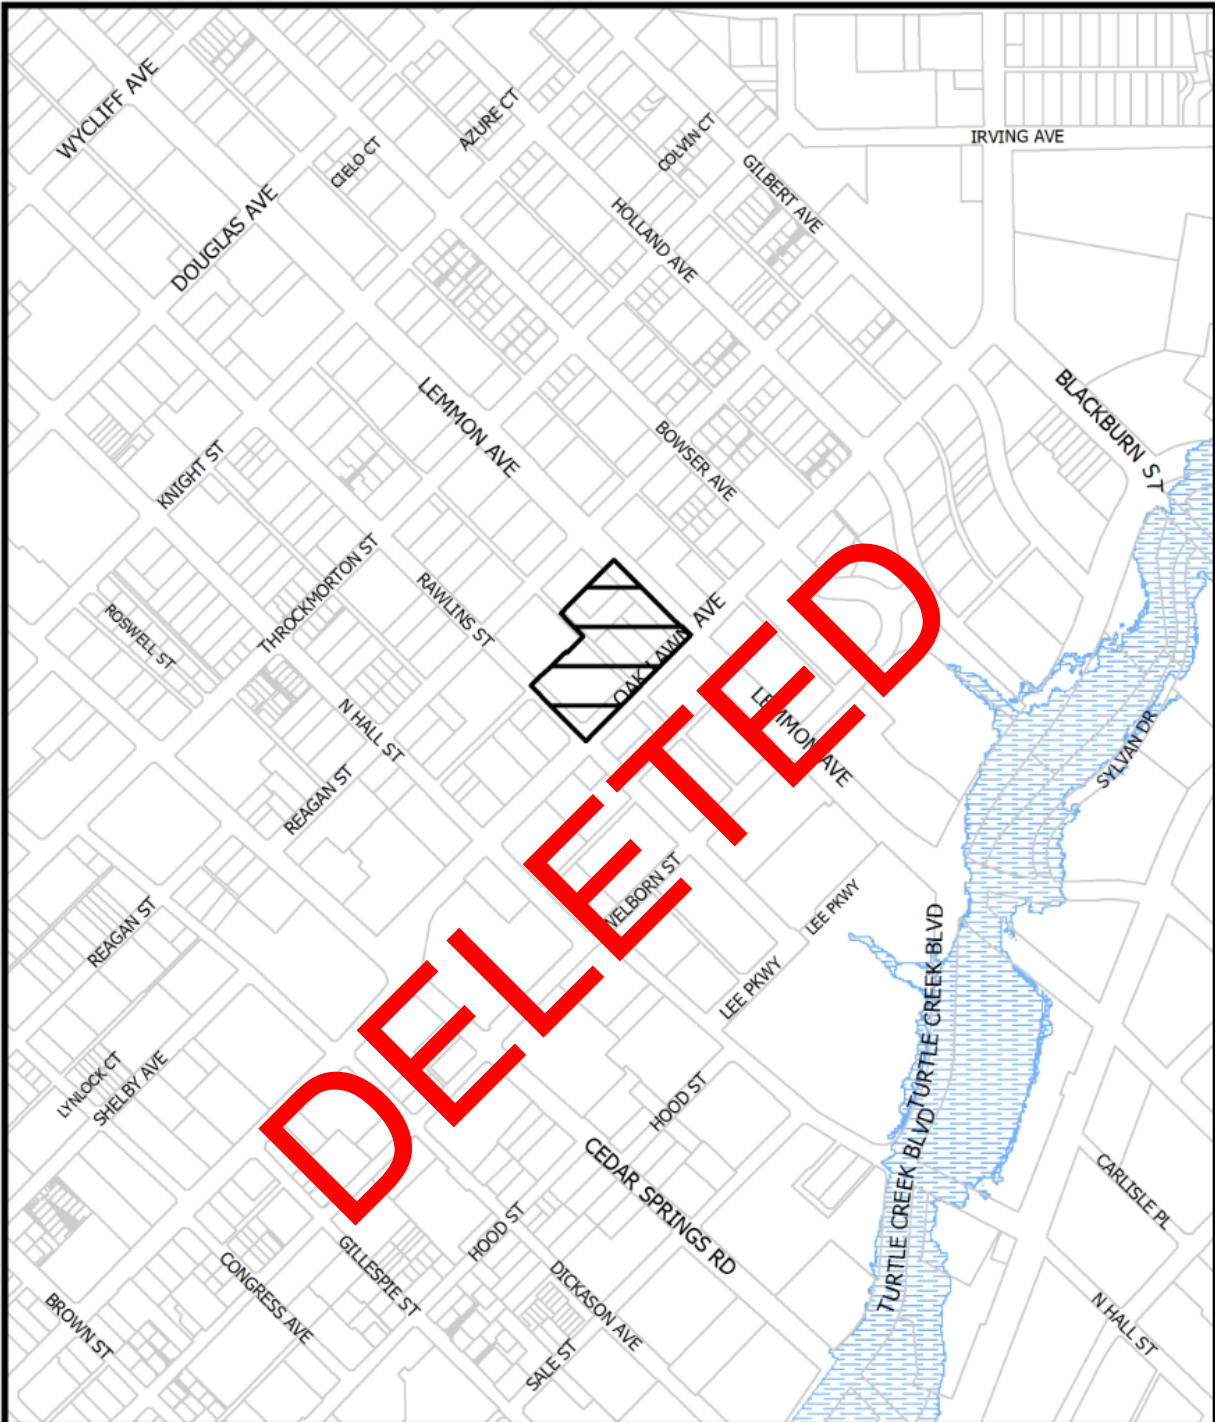 WYCLIFF AVE
AZURE CT
COLVIN CT
IRVING AVE
CIELO CT
GILBERT AVE
DOUGLAS AVE
HOLLAND AVE
LEMMON AVE
BLACKBURN ST
BOWSER AVE
KNIGHT ST
THROCKMORTON ST
RAWLINS ST
ROSWELL ST
OAK LAWN AVE
N HALL ST
LEMMON AVE
SYLVAN DR
REAGAN ST
DELETED
WELBORN ST
LEE PKWY
REAGAN ST
LEE PKWY
TURTLE CREEK BLVD
LYNLOCK CT
SHELBY AVE
HOOD ST
CEDAR SPRINGS RD
TURTLE CREEK BLVD
CARLISLE PL
HOOD ST
GILLESPIE ST
CONGRESS AVE
DICKASON AVE
BROWN ST
SALE ST
N HALL ST